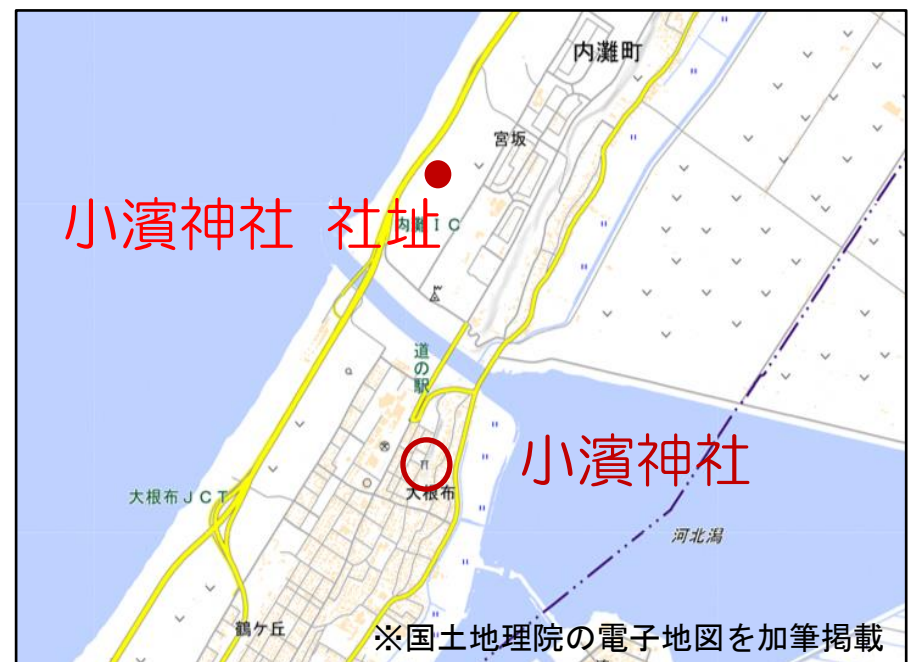 内灘町
宮坂
小濱神社 社址
内灘IC
道の駅
小濱神社
大根布
大根布JCT
河北潟
鶴ケ丘
※国土地理院の電子地図を加筆掲載